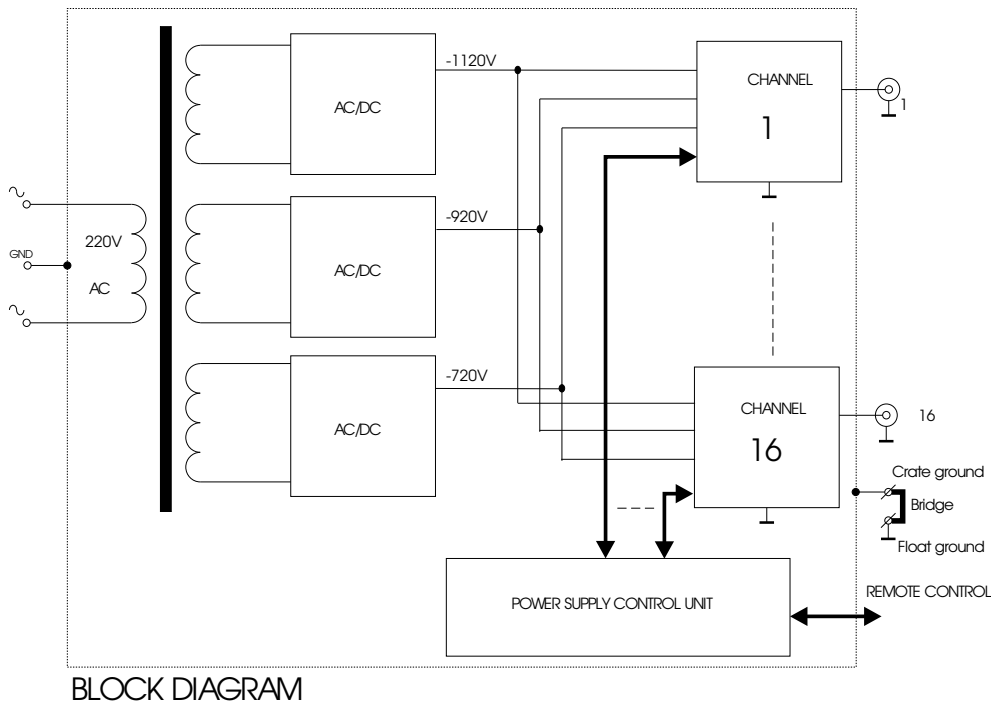 -1120V
AC/DC
CHANNEL
1
1
-920V
220V
GND
AC
AC/DC
-720V
AC/DC
CHANNEL
16
16
Crate ground
Bridge
Float ground
POWER SUPPLY CONTROL UNIT
REMOTE CONTROL
BLOCK DIAGRAM